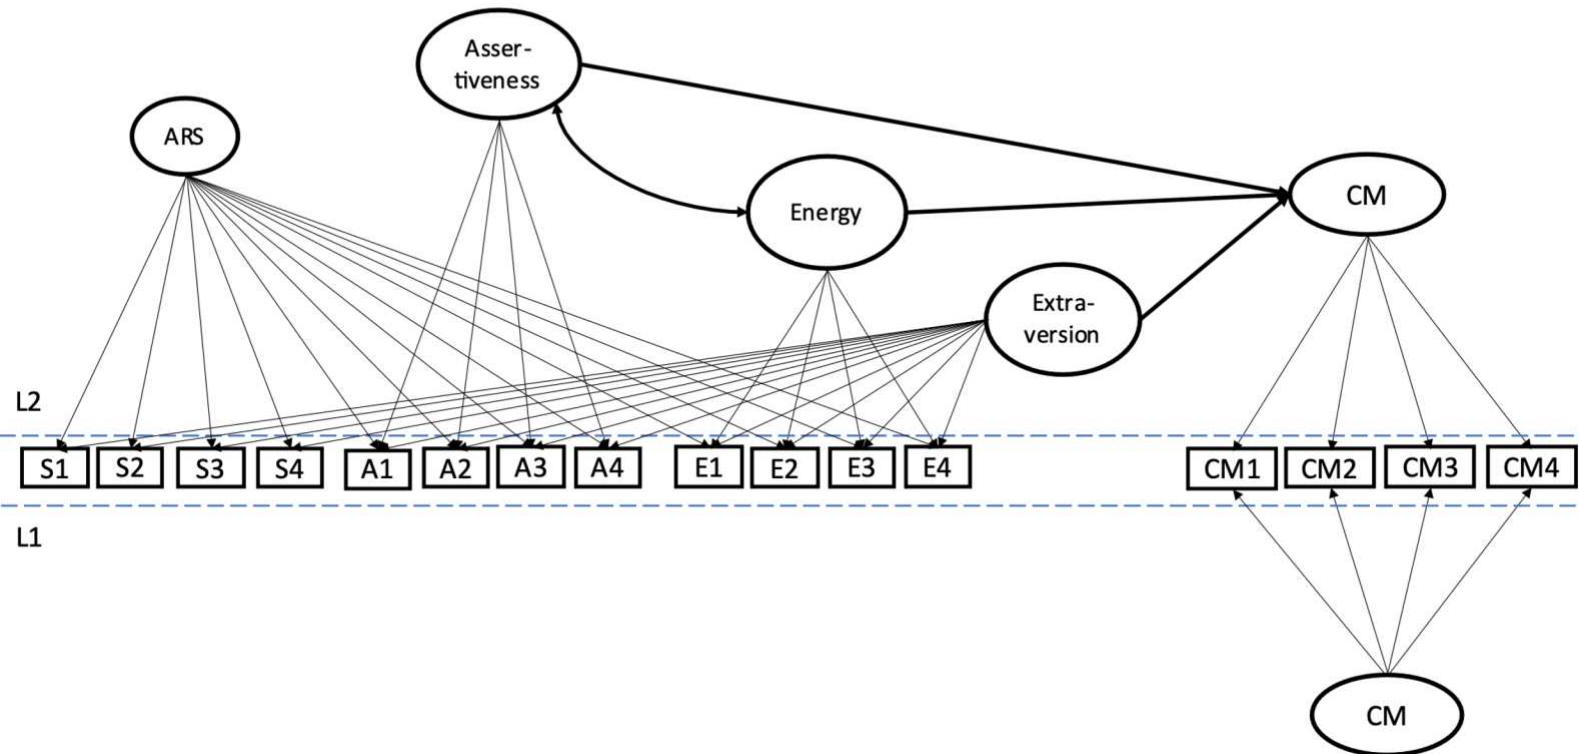 Asser-
tiveness
ARS
Energy
CM
Extra-
version
L2
S1 S2 S3 S4 A1 A2 A3 A4 E1 E2 E3 E4 CM1 CM2 CM3 CM4
L1
CM